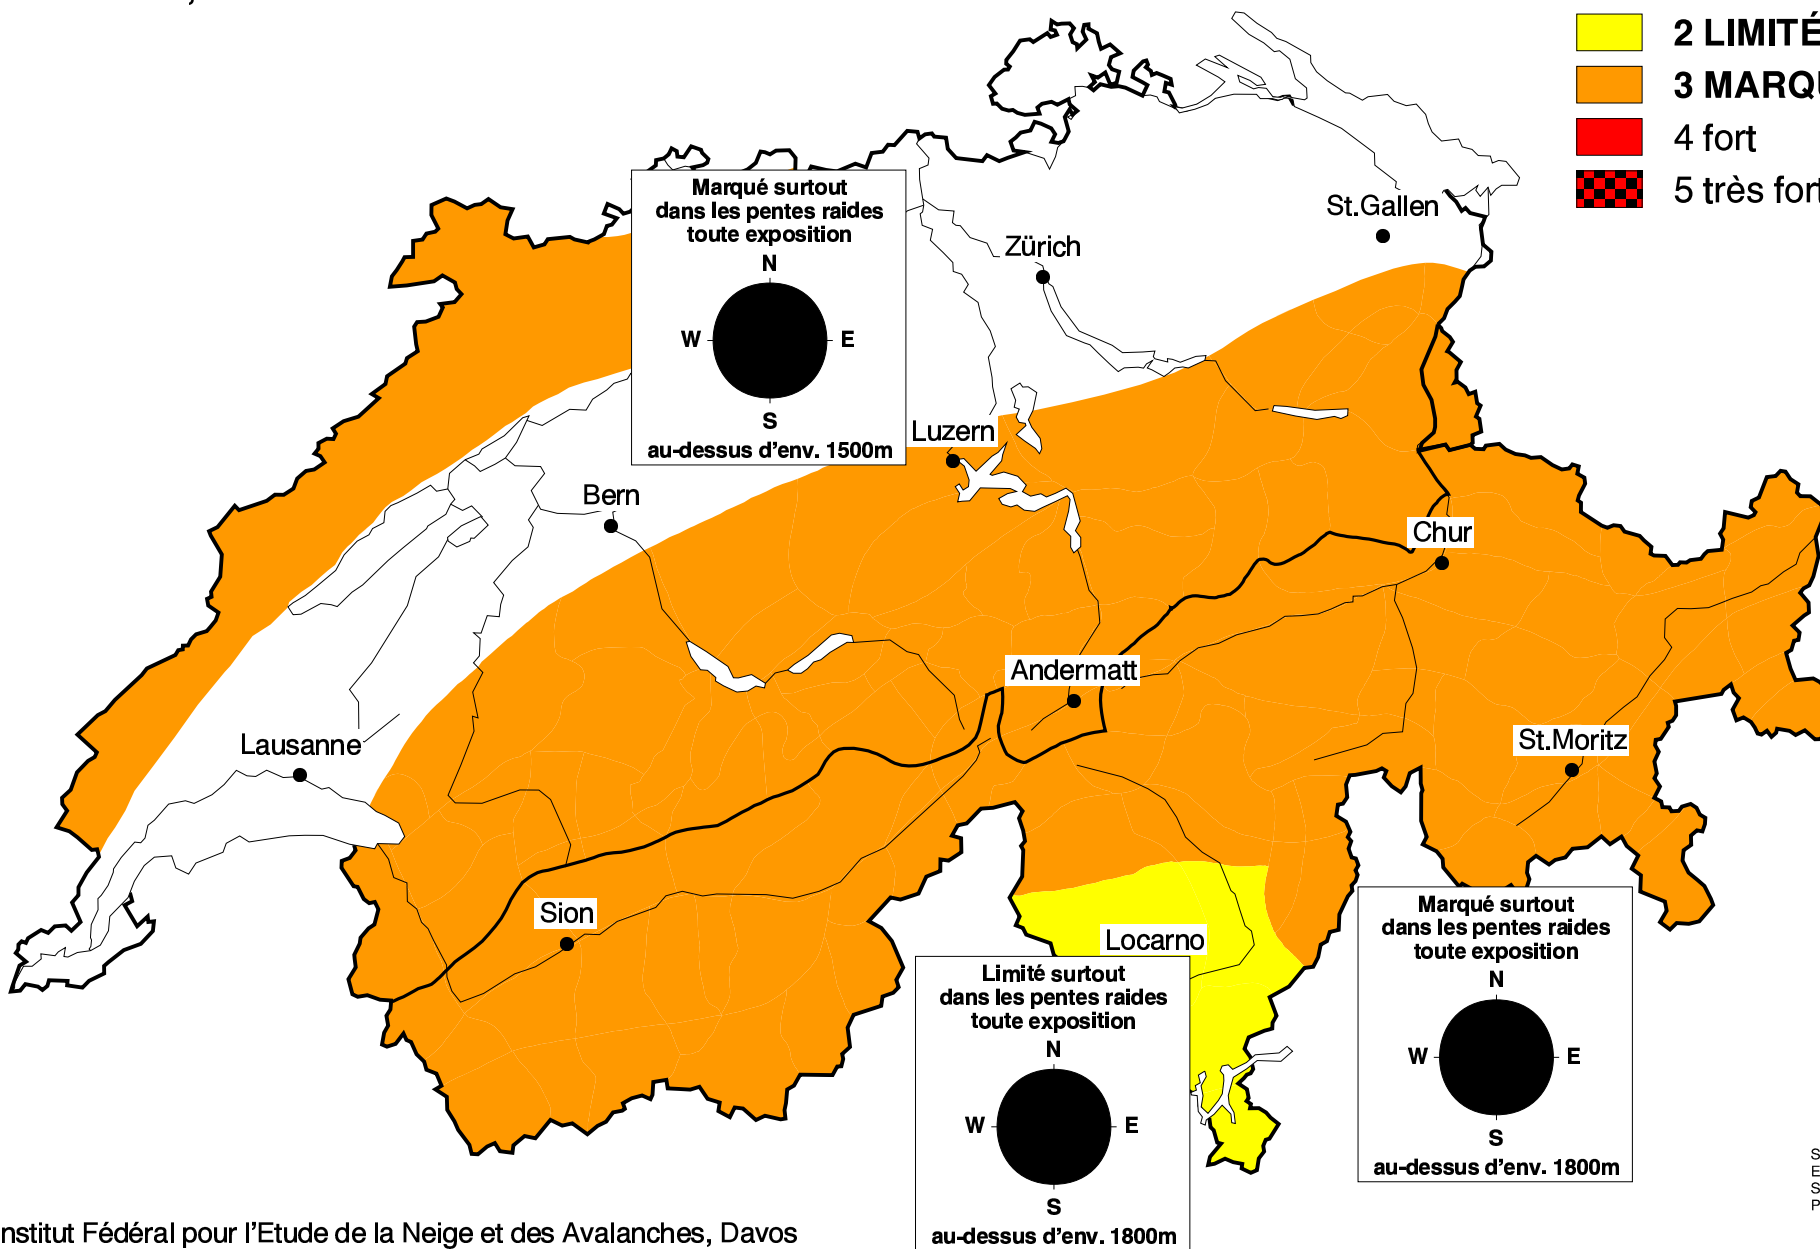 2 LIMITÉ
3 MARQU
4 fort
5 très fort
Marqué surtout
dans les pentes raides
toute exposition
N
W
E
S
au-dessus d'env. 1500m
St.Gallen
Zürich
Luzern
Bern
Chur
Andermatt
St.Moritz
Lausanne
Sion
Locarno
Marqué surtout
dans les pentes raides
toute exposition
N
W
E
S
au-dessus d'env. 1800m
Limité surtout
dans les pentes raides
toute exposition
N
W
E
S
au-dessus d'env. 1800m
S
E
S
P
nstitut Fédéral pour l'Etude de la Neige et des Avalanches, Davos